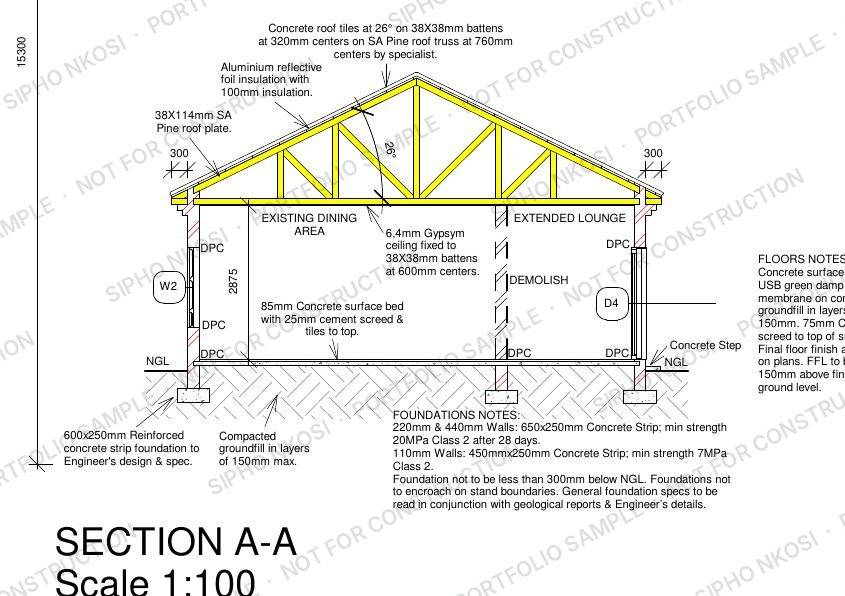 15300
Concrete roof tiles at 26° on 38X38mm battens
at 320mm centers on SA Pine roof truss at 760mm
centers by specialist.
Aluminium reflective
foil insulation with
100mm insulation.
38X114mm SA
Pine roof plate.
300
300
26°
EXISTING DINING
AREA
EXTENDED LOUNGE
6,4mm Gypsym
ceiling fixed to
38X38mm battens
at 600mm centers.
DPC
DPC
2875
DEMOLISH
W2
D4
85mm Concrete surface bed
with 25mm cement screed &
tiles to top.
DPC
DPC
DPC
DPC
Concrete Step
NGL
NGL
FLOORS NOTES
Concrete surface
USB green damp
membrane on con
groundfill in layers
150mm. 75mm C
screed to top of s
Final floor finish a
on plans. FFL to b
150mm above fin
ground level.
600x250mm Reinforced
concrete strip foundation to
Engineer's design & spec.
Compacted
groundfill in layers
of 150mm max.
FOUNDATIONS NOTES:
220mm & 440mm Walls: 650x250mm Concrete Strip; min strength
20MPa Class 2 after 28 days.
110mm Walls: 450mmx250mm Concrete Strip; min strength 7MPa
Class 2.
Foundation not to be less than 300mm below NGL. Foundations not
to encroach on stand boundaries. General foundation specs to be
read in conjunction with geological reports & Engineer's details.
SECTION A-A
Scale 1:100
SIPHO NKOSI · PORTFOLIO SAMPLE · NOT FOR CONSTRUCTION